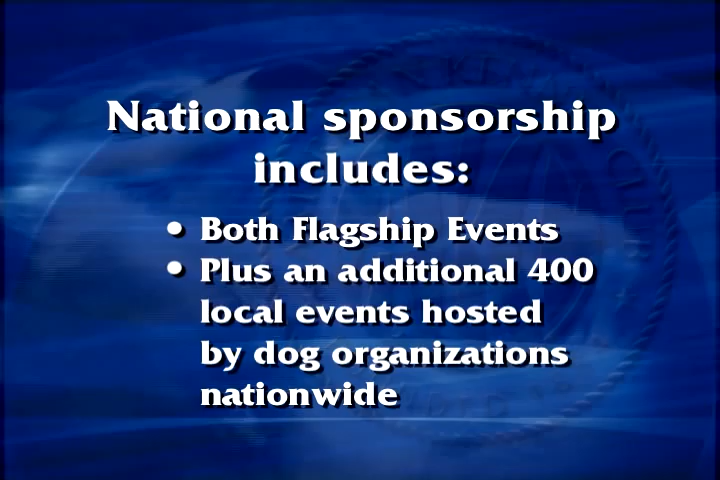 National sponsorship
includes:
• Both Flagship Events
• Plus an additional 400
local events hosted
by dog organizations
nationwide